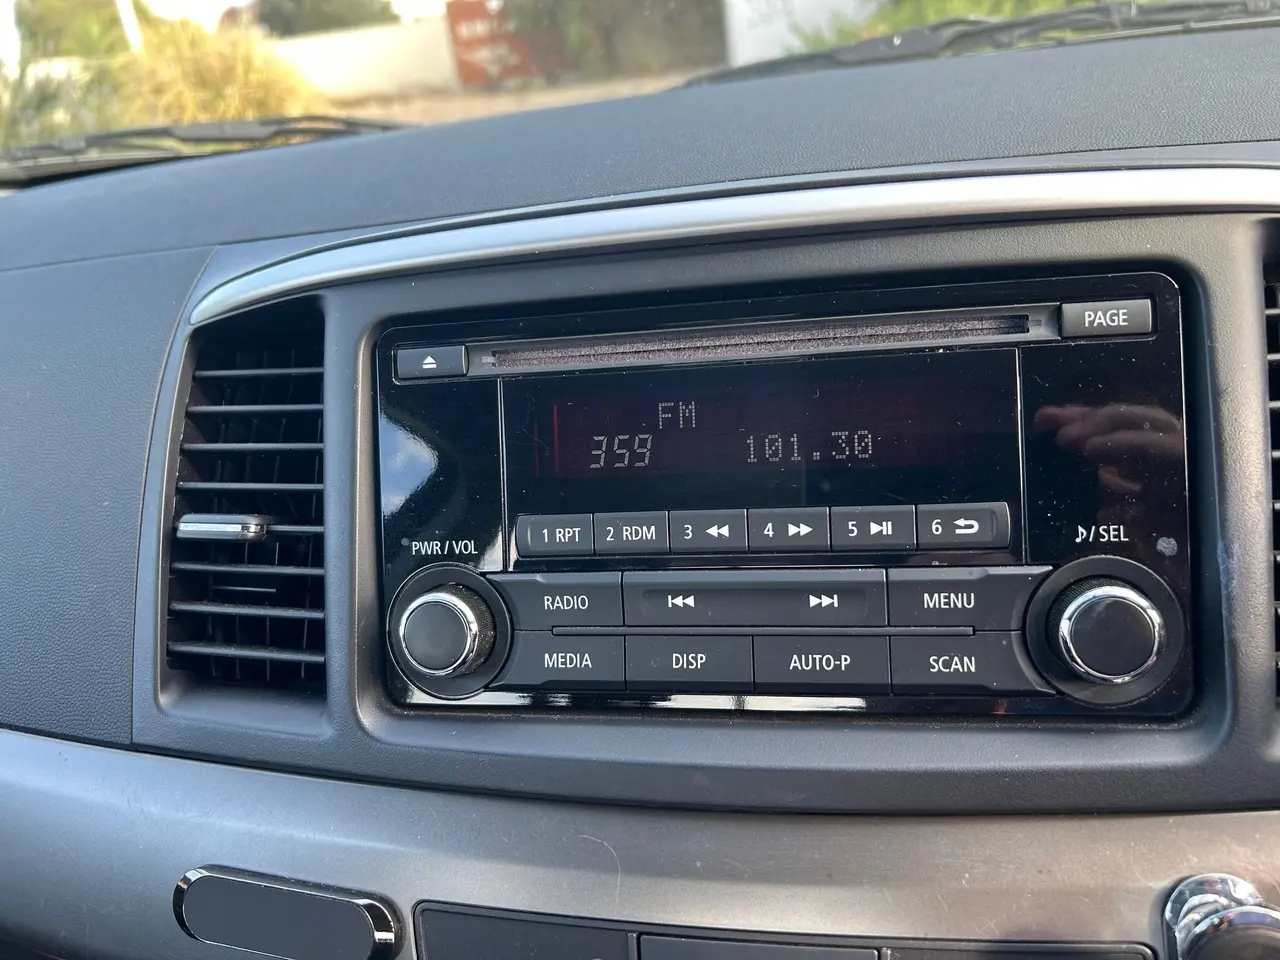 PAGE
FM
359 101.30
1 RPT 2 RDM 3 4 5 6
PWR / VOL
♪/ SEL
RADIO MENU
MEDIA DISP AUTO-P SCAN